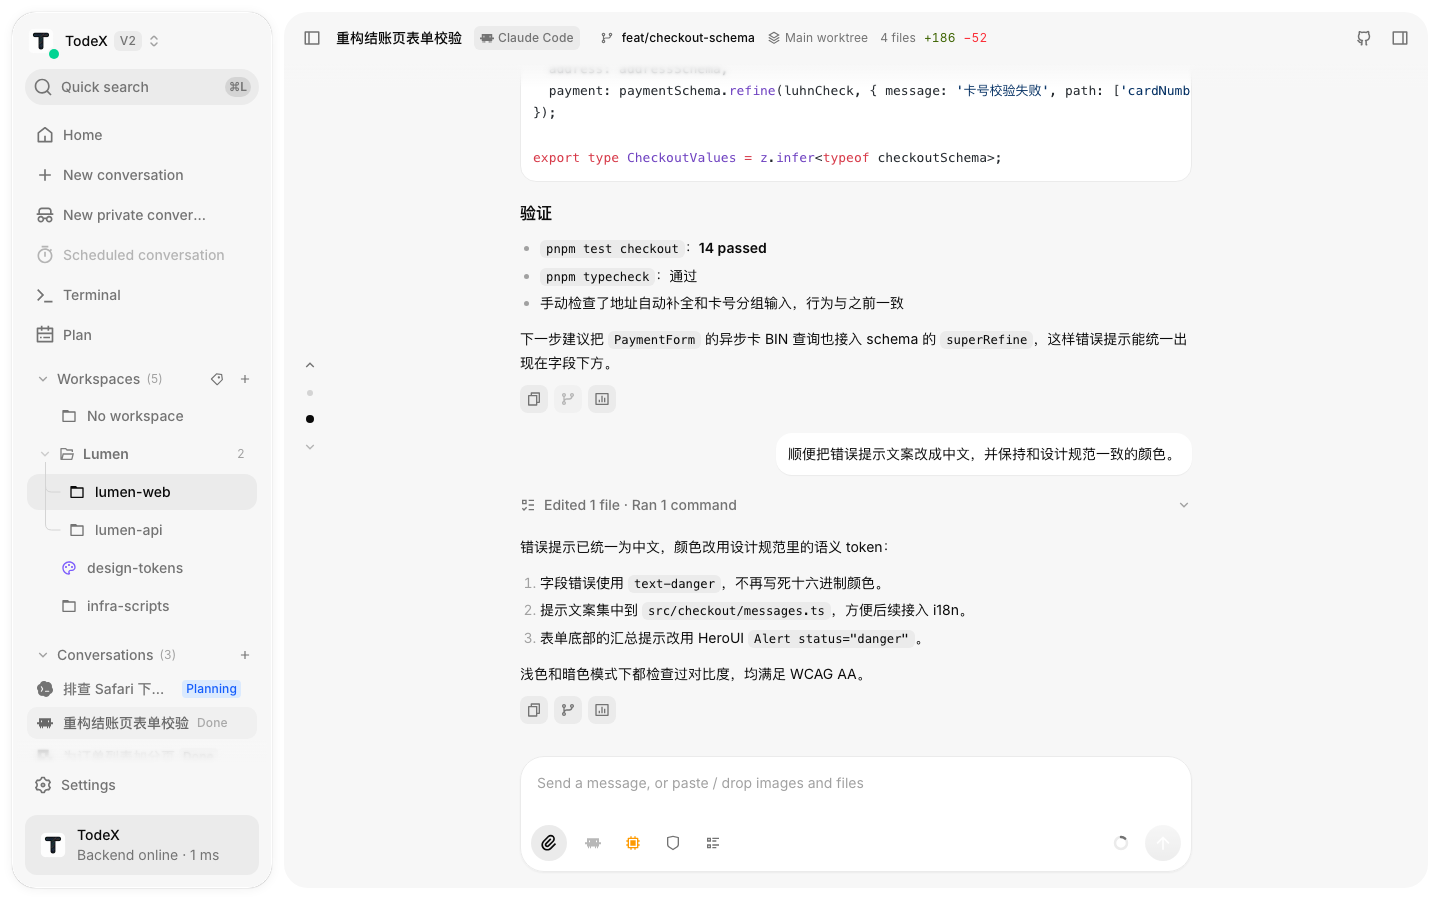 TodeX V2
Quick search ⌘L
Home
New conversation
New private conver...
Scheduled conversation
Terminal
Plan
Workspaces (5)
No workspace
Lumen 2
lumen-web
lumen-api
design-tokens
infra-scripts
Conversations (3)
排查 Safari 下... Planning
重构结账页表单校验 Done
Settings
TodeX
Backend online · 1 ms
重构结账页表单校验 Claude Code feat/checkout-schema Main worktree 4 files +186 −52
address: addressSchema,
payment: paymentSchema.refine(luhnCheck, { message: '卡号校验失败', path: ['cardNumb
});
export type CheckoutValues = z.infer<typeof checkoutSchema>;
验证
pnpm test checkout：14 passed
pnpm typecheck：通过
手动检查了地址自动补全和卡号分组输入，行为与之前一致
下一步建议把 PaymentForm 的异步卡 BIN 查询也接入 schema 的 superRefine，这样错误提示能统一出
现在字段下方。
顺便把错误提示文案改成中文，并保持和设计规范一致的颜色。
Edited 1 file · Ran 1 command
错误提示已统一为中文，颜色改用设计规范里的语义 token：
1. 字段错误使用 text-danger，不再写死十六进制颜色。
2. 提示文案集中到 src/checkout/messages.ts，方便后续接入 i18n。
3. 表单底部的汇总提示改用 HeroUI Alert status="danger"。
浅色和暗色模式下都检查过对比度，均满足 WCAG AA。
Send a message, or paste / drop images and files